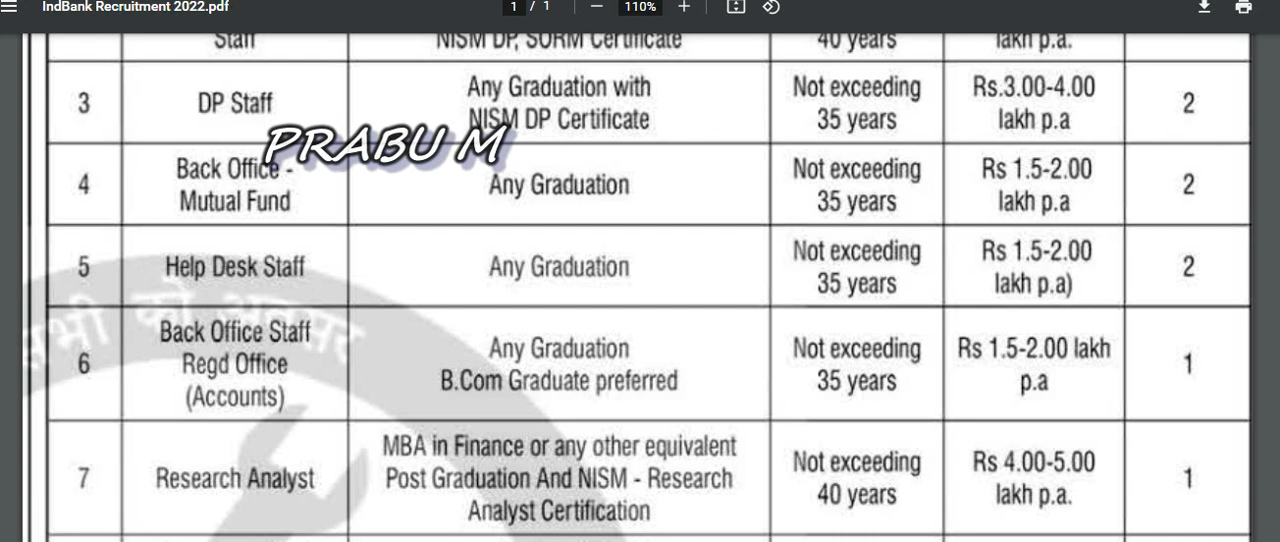 IndBank Recruitment 2022.pdf
1 / 1
110%
Staff
NISM DP, SORM Certificate
40 years
lakh p.a.
3
DP Staff
Any Graduation with
NISM DP Certificate
Not exceeding
35 years
Rs.3.00-4.00
lakh p.a
2
PRABU M
4
Back Office -
Mutual Fund
Any Graduation
Not exceeding
35 years
Rs 1.5-2.00
lakh p.a
2
5
Help Desk Staff
Any Graduation
Not exceeding
35 years
Rs 1.5-2.00
lakh p.a)
2
सभी को अवसर
6
Back Office Staff
Regd Office
(Accounts)
Any Graduation
B.Com Graduate preferred
Not exceeding
35 years
Rs 1.5-2.00 lakh
p.a
1
7
Research Analyst
MBA in Finance or any other equivalent
Post Graduation And NISM - Research
Analyst Certification
Not exceeding
40 years
Rs 4.00-5.00
lakh p.a.
1